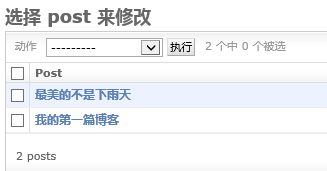 选择 post 来修改
动作 --------- 执行 2 个中 0 个被选
Post
最美的不是下雨天
我的第一篇博客
2 posts